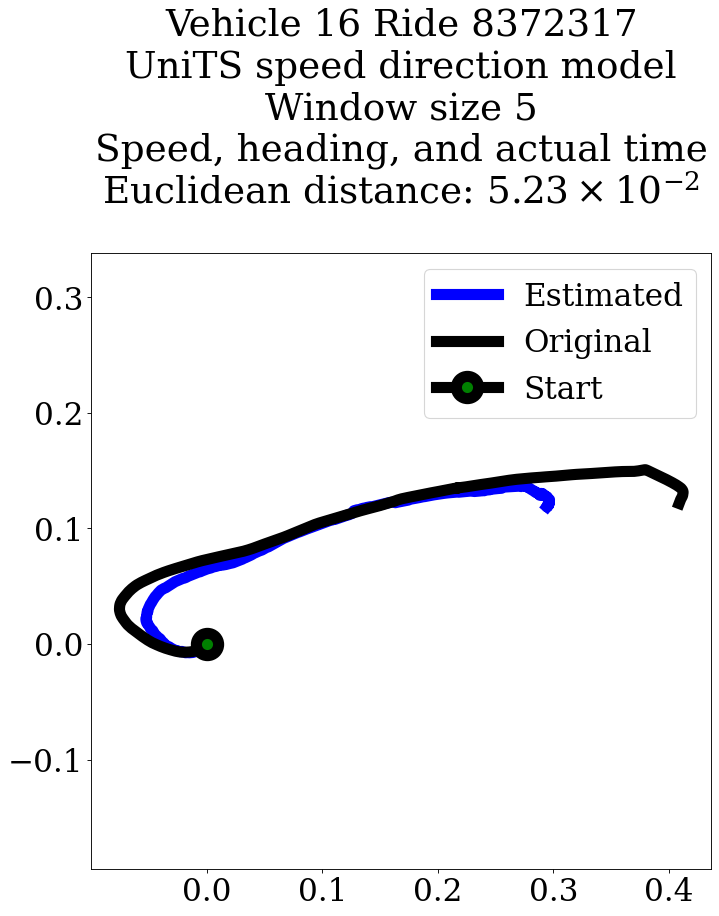 Vehicle 16 Ride 8372317
UniTS speed direction model
Window size 5
Speed, heading, and actual time
Euclidean distance: 5.23 × 10⁻²
Estimated
Original
Start
0.3
0.2
0.1
0.0
−0.1
0.0 0.1 0.2 0.3 0.4